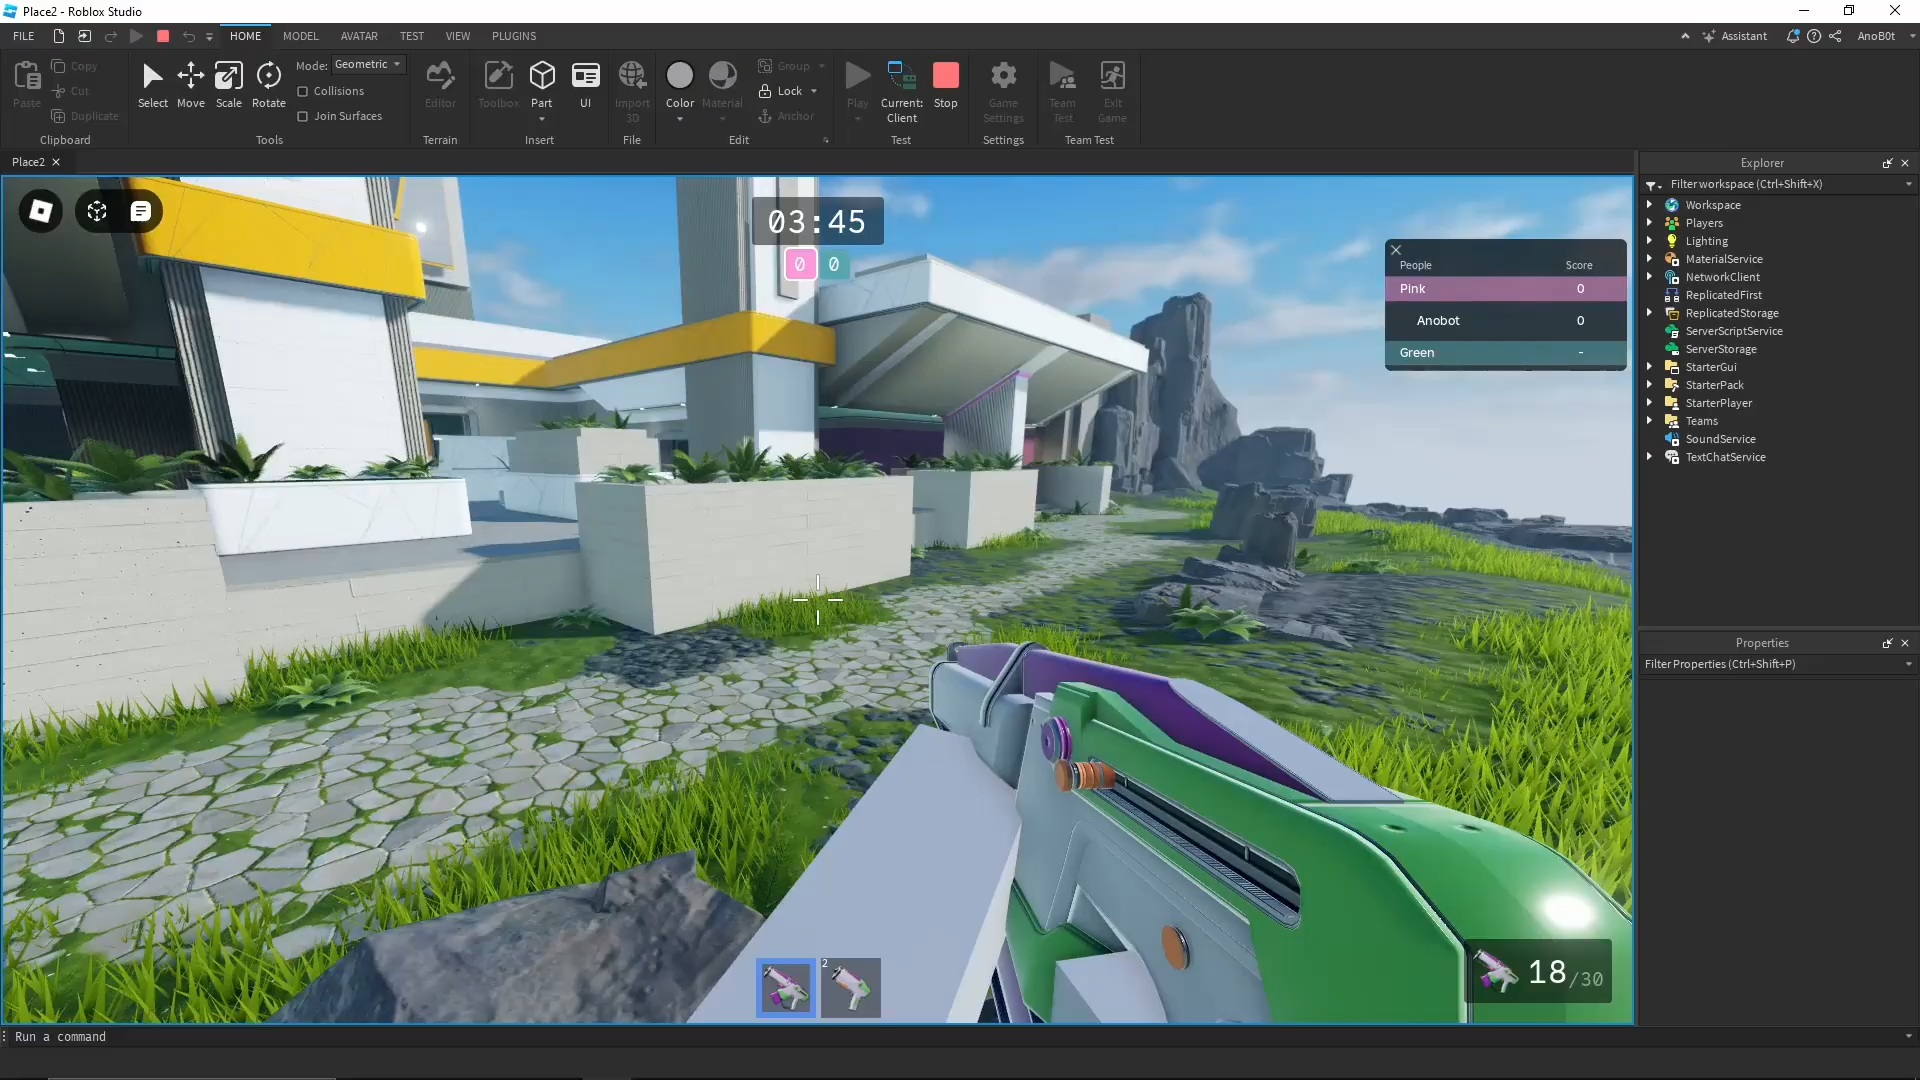 Place2 - Roblox Studio
FILE HOME MODEL AVATAR TEST VIEW PLUGINS Assistant AnoB0t
Paste Copy Cut Duplicate
Clipboard
Select Move Scale Rotate
Mode: Geometric
Collisions
Join Surfaces
Tools
Editor
Terrain
Toolbox Part UI
Insert
Import 3D
File
Color Material
Group
Lock
Anchor
Edit
Play
Current: Client
Stop
Test
Game Settings
Settings
Team Test
Exit Game
Team Test
Place2
03:45
0 0
People Score
Pink 0
Anobot 0
Green -
2
18/30
Explorer
Filter workspace (Ctrl+Shift+X)
Workspace
Players
Lighting
MaterialService
NetworkClient
ReplicatedFirst
ReplicatedStorage
ServerScriptService
ServerStorage
StarterGui
StarterPack
StarterPlayer
Teams
SoundService
TextChatService
Properties
Filter Properties (Ctrl+Shift+P)
Run a command